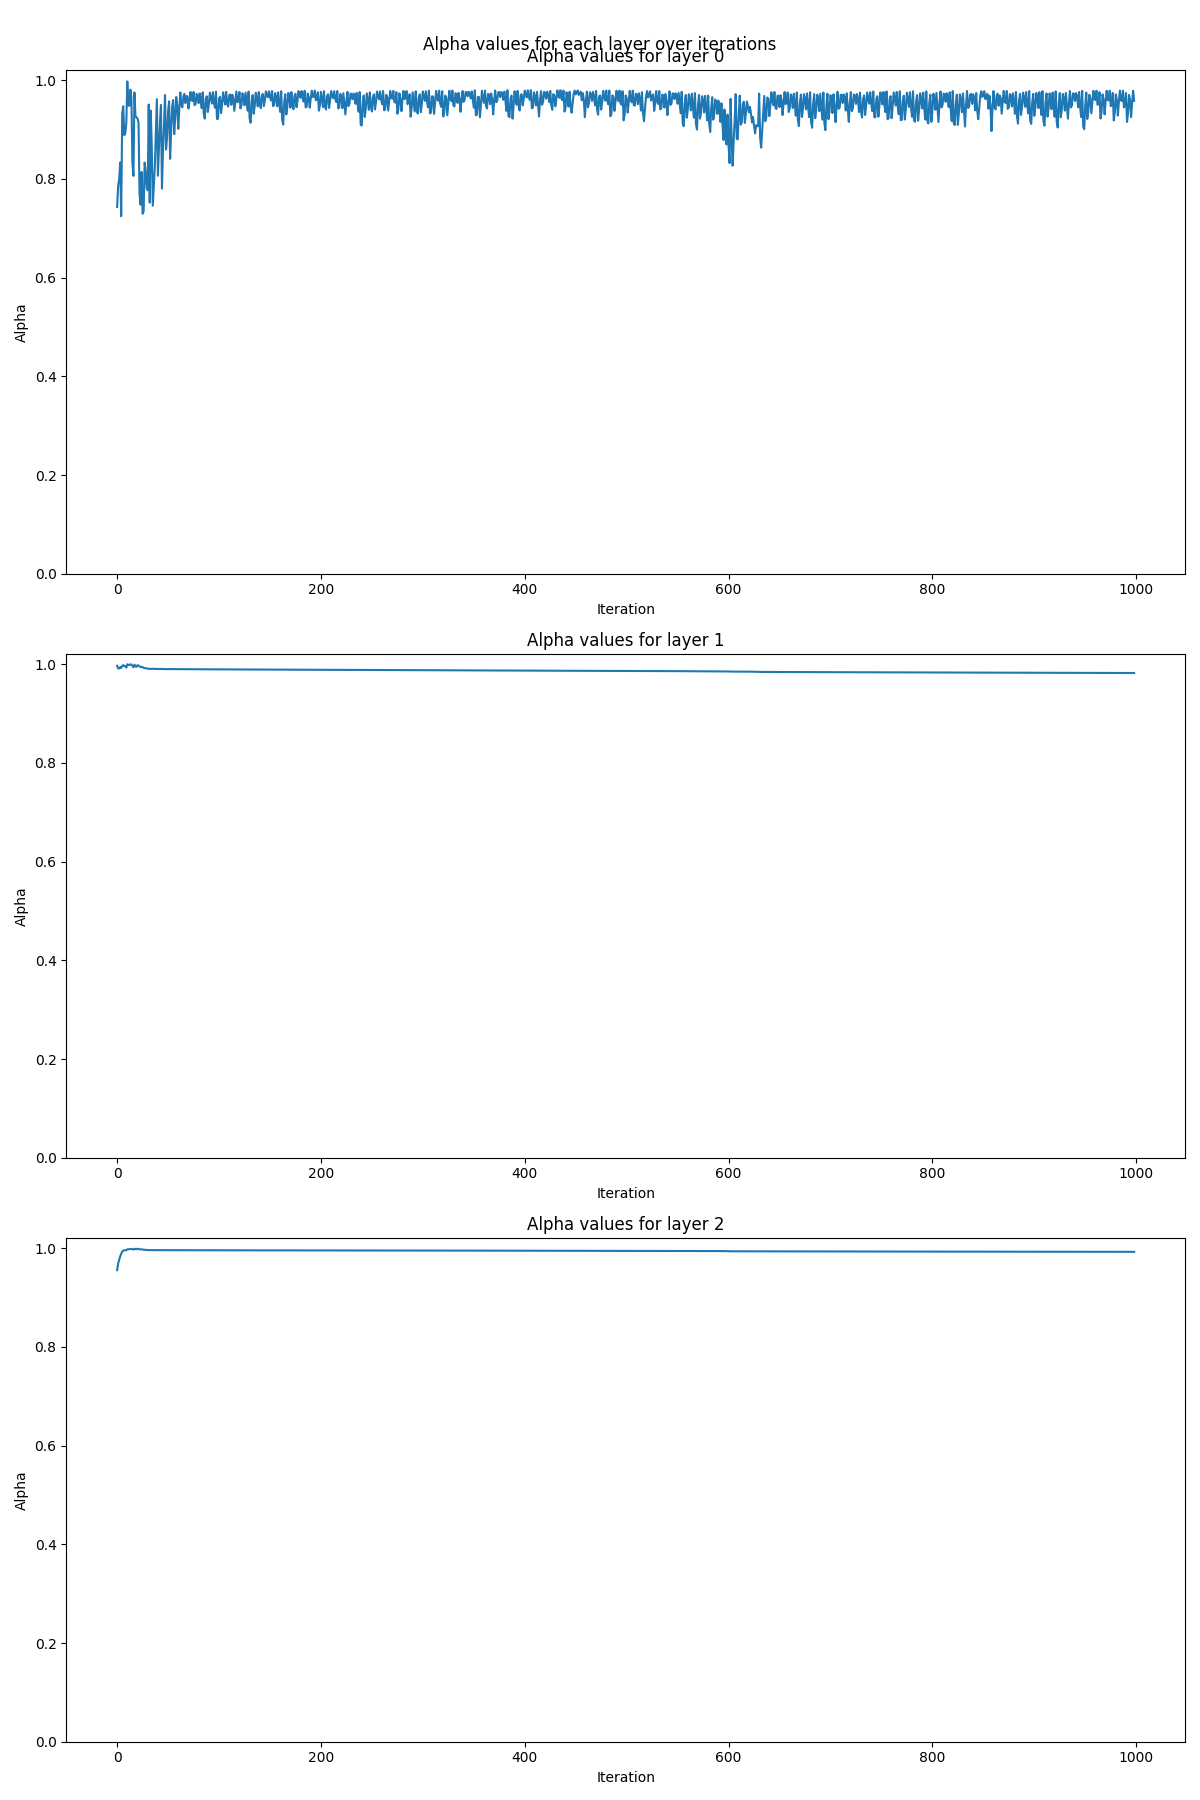 Alpha values for each layer over iterations
Alpha values for layer 0
1.0
0.8
0.6
0.4
0.2
0.0
Alpha
0 200 400 600 800 1000
Iteration
Alpha values for layer 1
1.0
0.8
0.6
0.4
0.2
0.0
Alpha
0 200 400 600 800 1000
Iteration
Alpha values for layer 2
1.0
0.8
0.6
0.4
0.2
0.0
Alpha
0 200 400 600 800 1000
Iteration